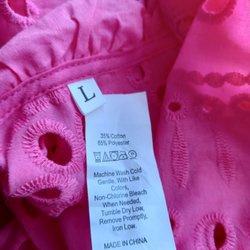 L
35% Cotton
65% Polyester
Machine Wash Cold
Gentle, With Like
Colors,
Non-Chlorine Bleach
When Needed,
Tumble Dry Low,
Remove Promptly,
Iron Low.
MADE IN CHINA